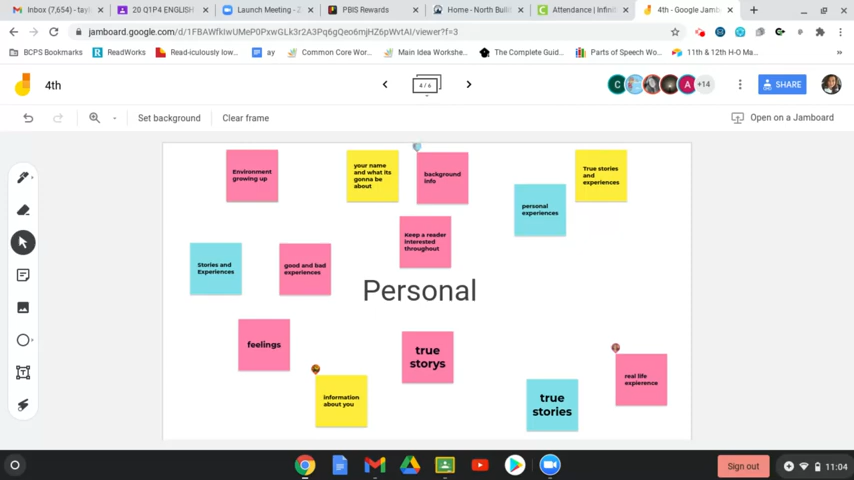 Inbox (7,654) - tayl
20 Q1P4 ENGLISH
Launch Meeting - Z
PBIS Rewards
Home - North Buil
Attendance | Infini
4th - Google Jamb
jamboard.google.com
BCPS Bookmarks
ReadWorks
Read-iculously low...
ay
Common Core Wor...
Main Idea Workshe...
The Complete Guid...
Parts of Speech Wo...
11th & 12th H-O Ma...
4th
4 / 6
C
A
+14
SHARE
Set background
Clear frame
Open on a Jamboard
Environment
growing up
your name
and what its
gonna be
about
background
info
True stories
and
experiences
personal
experiences
Keep a reader
interested
throughout
Stories and
Experiences
good and bad
experiences
Personal
feelings
true
storys
information
about you
true
stories
real life
expierence
Sign out
11:04